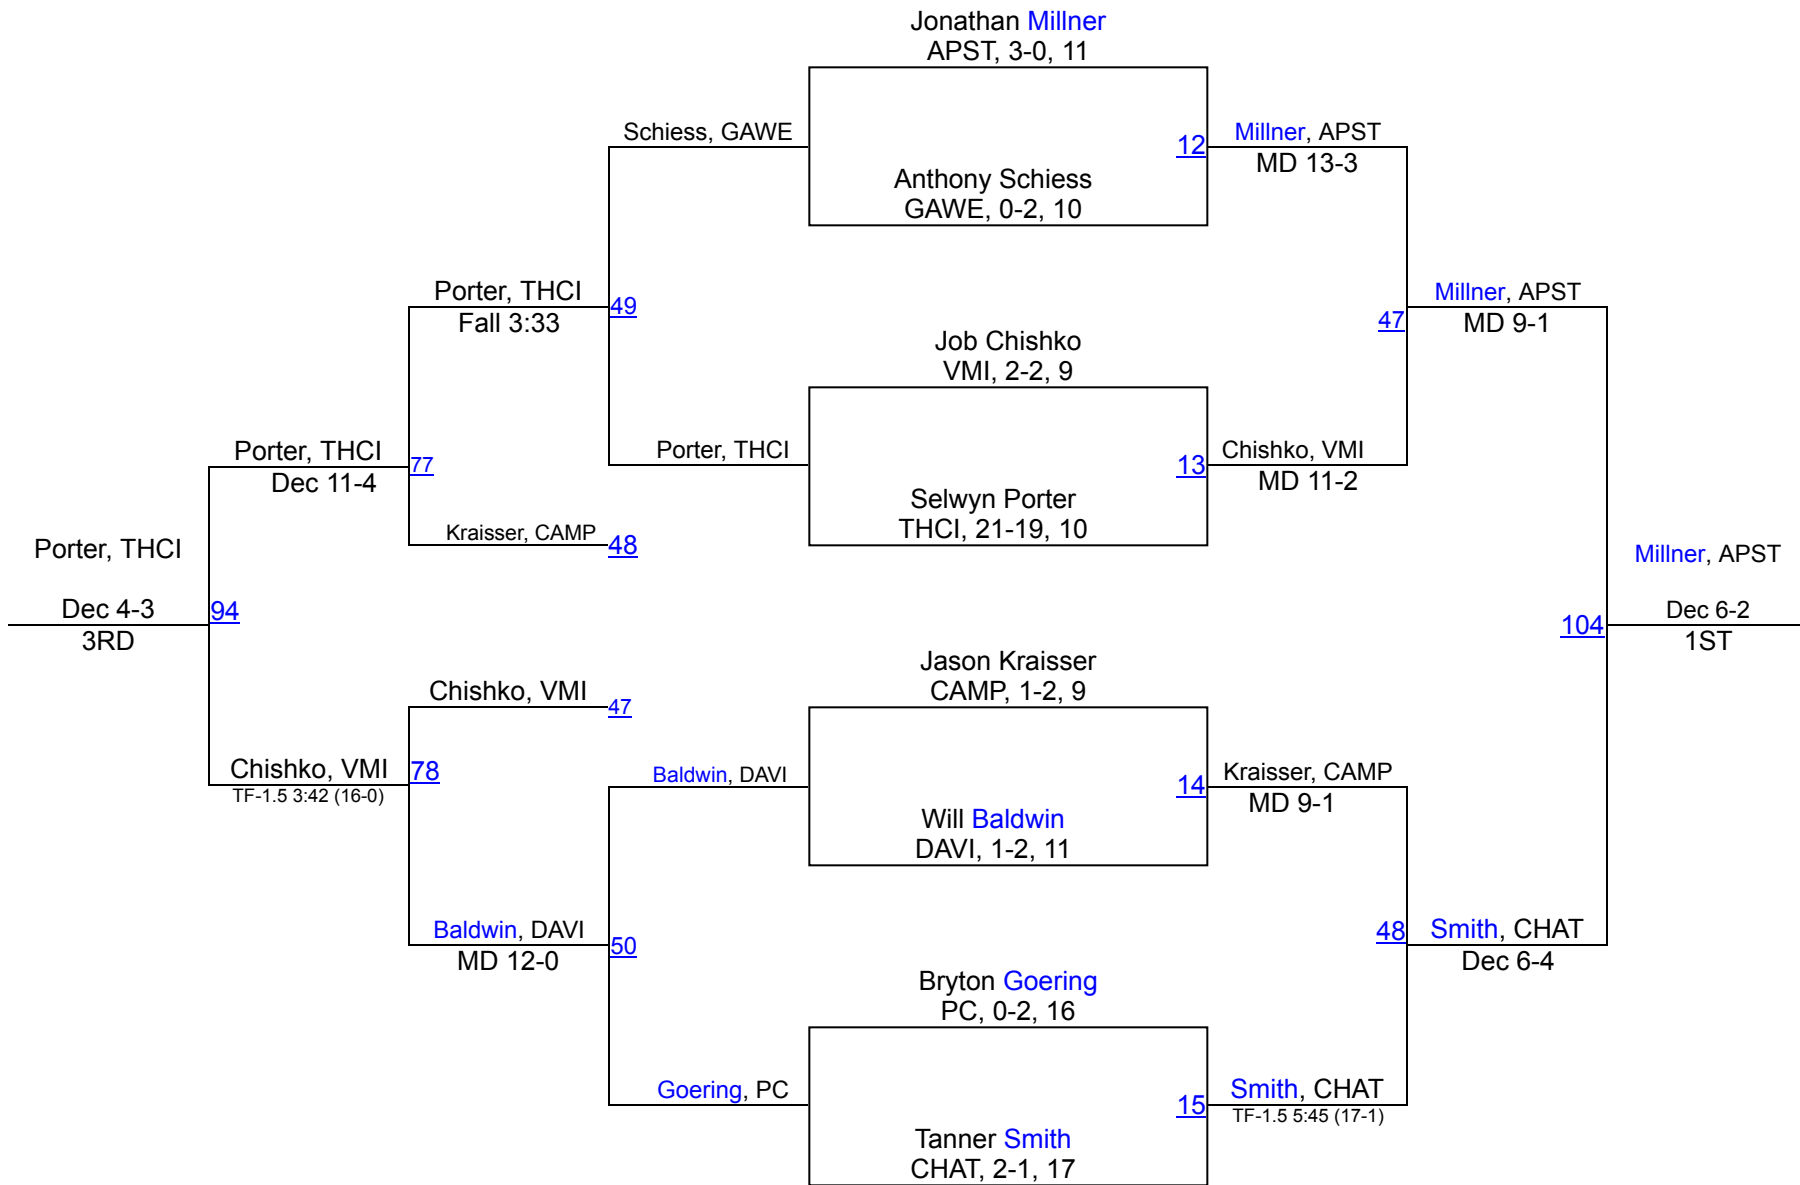 Jonathan Millner
APST, 3-0, 11
Schiess, GAWE
12
Millner, APST
MD 13-3
Anthony Schiess
GAWE, 0-2, 10
Porter, THCI
Fall 3:33
49
Job Chishko
VMI, 2-2, 9
47
Millner, APST
MD 9-1
Porter, THCI
Dec 11-4
77
Porter, THCI
13
Chishko, VMI
MD 11-2
Selwyn Porter
THCI, 21-19, 10
Kraisser, CAMP
48
Porter, THCI
Dec 4-3
3RD
94
Millner, APST
104
Dec 6-2
1ST
Chishko, VMI
47
Jason Kraisser
CAMP, 1-2, 9
Chishko, VMI
TF-1.5 3:42 (16-0)
78
Baldwin, DAVI
14
Kraisser, CAMP
MD 9-1
Will Baldwin
DAVI, 1-2, 11
Baldwin, DAVI
MD 12-0
50
48
Smith, CHAT
Dec 6-4
Bryton Goering
PC, 0-2, 16
Goering, PC
15
Smith, CHAT
TF-1.5 5:45 (17-1)
Tanner Smith
CHAT, 2-1, 17